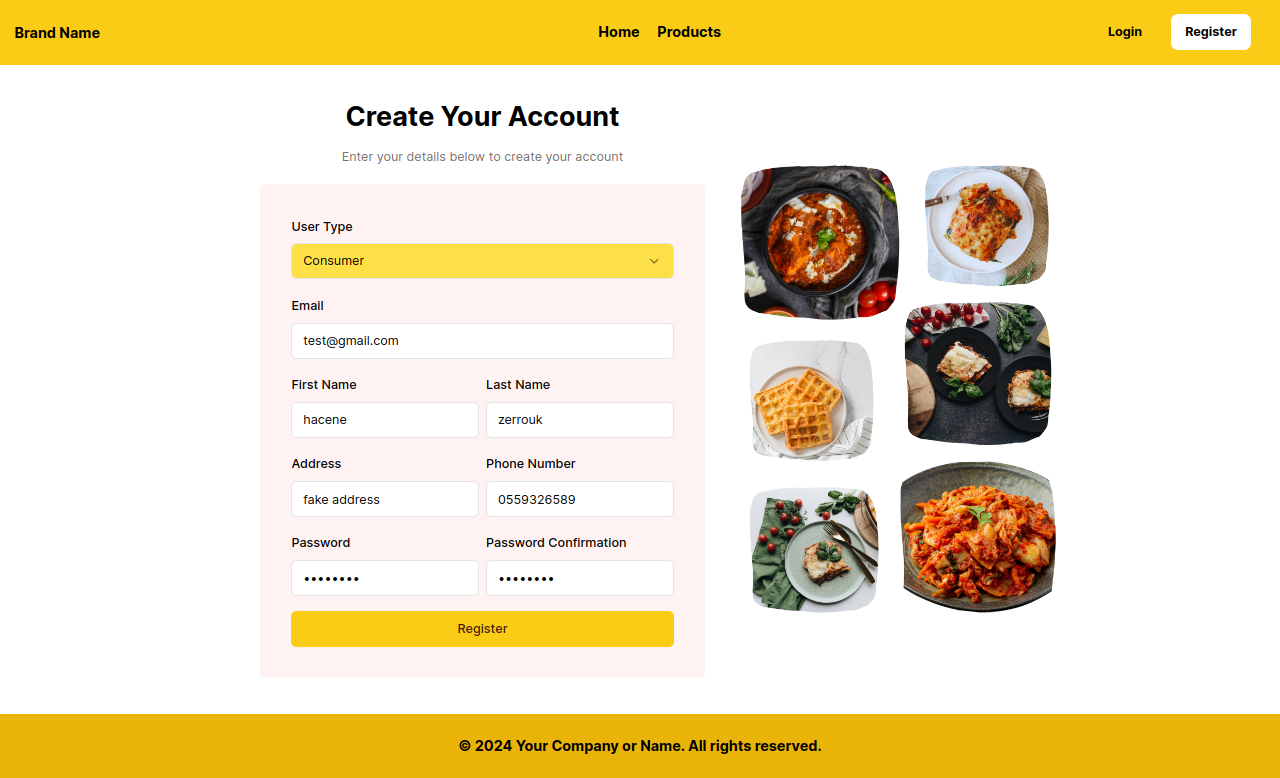 Brand Name
Home Products
Login
Register
Create Your Account
Enter your details below to create your account
User Type
Consumer
Email
test@gmail.com
First Name Last Name
hacene zerrouk
Address Phone Number
fake address 0559326589
Password Password Confirmation
•••••••• ••••••••
Register
© 2024 Your Company or Name. All rights reserved.